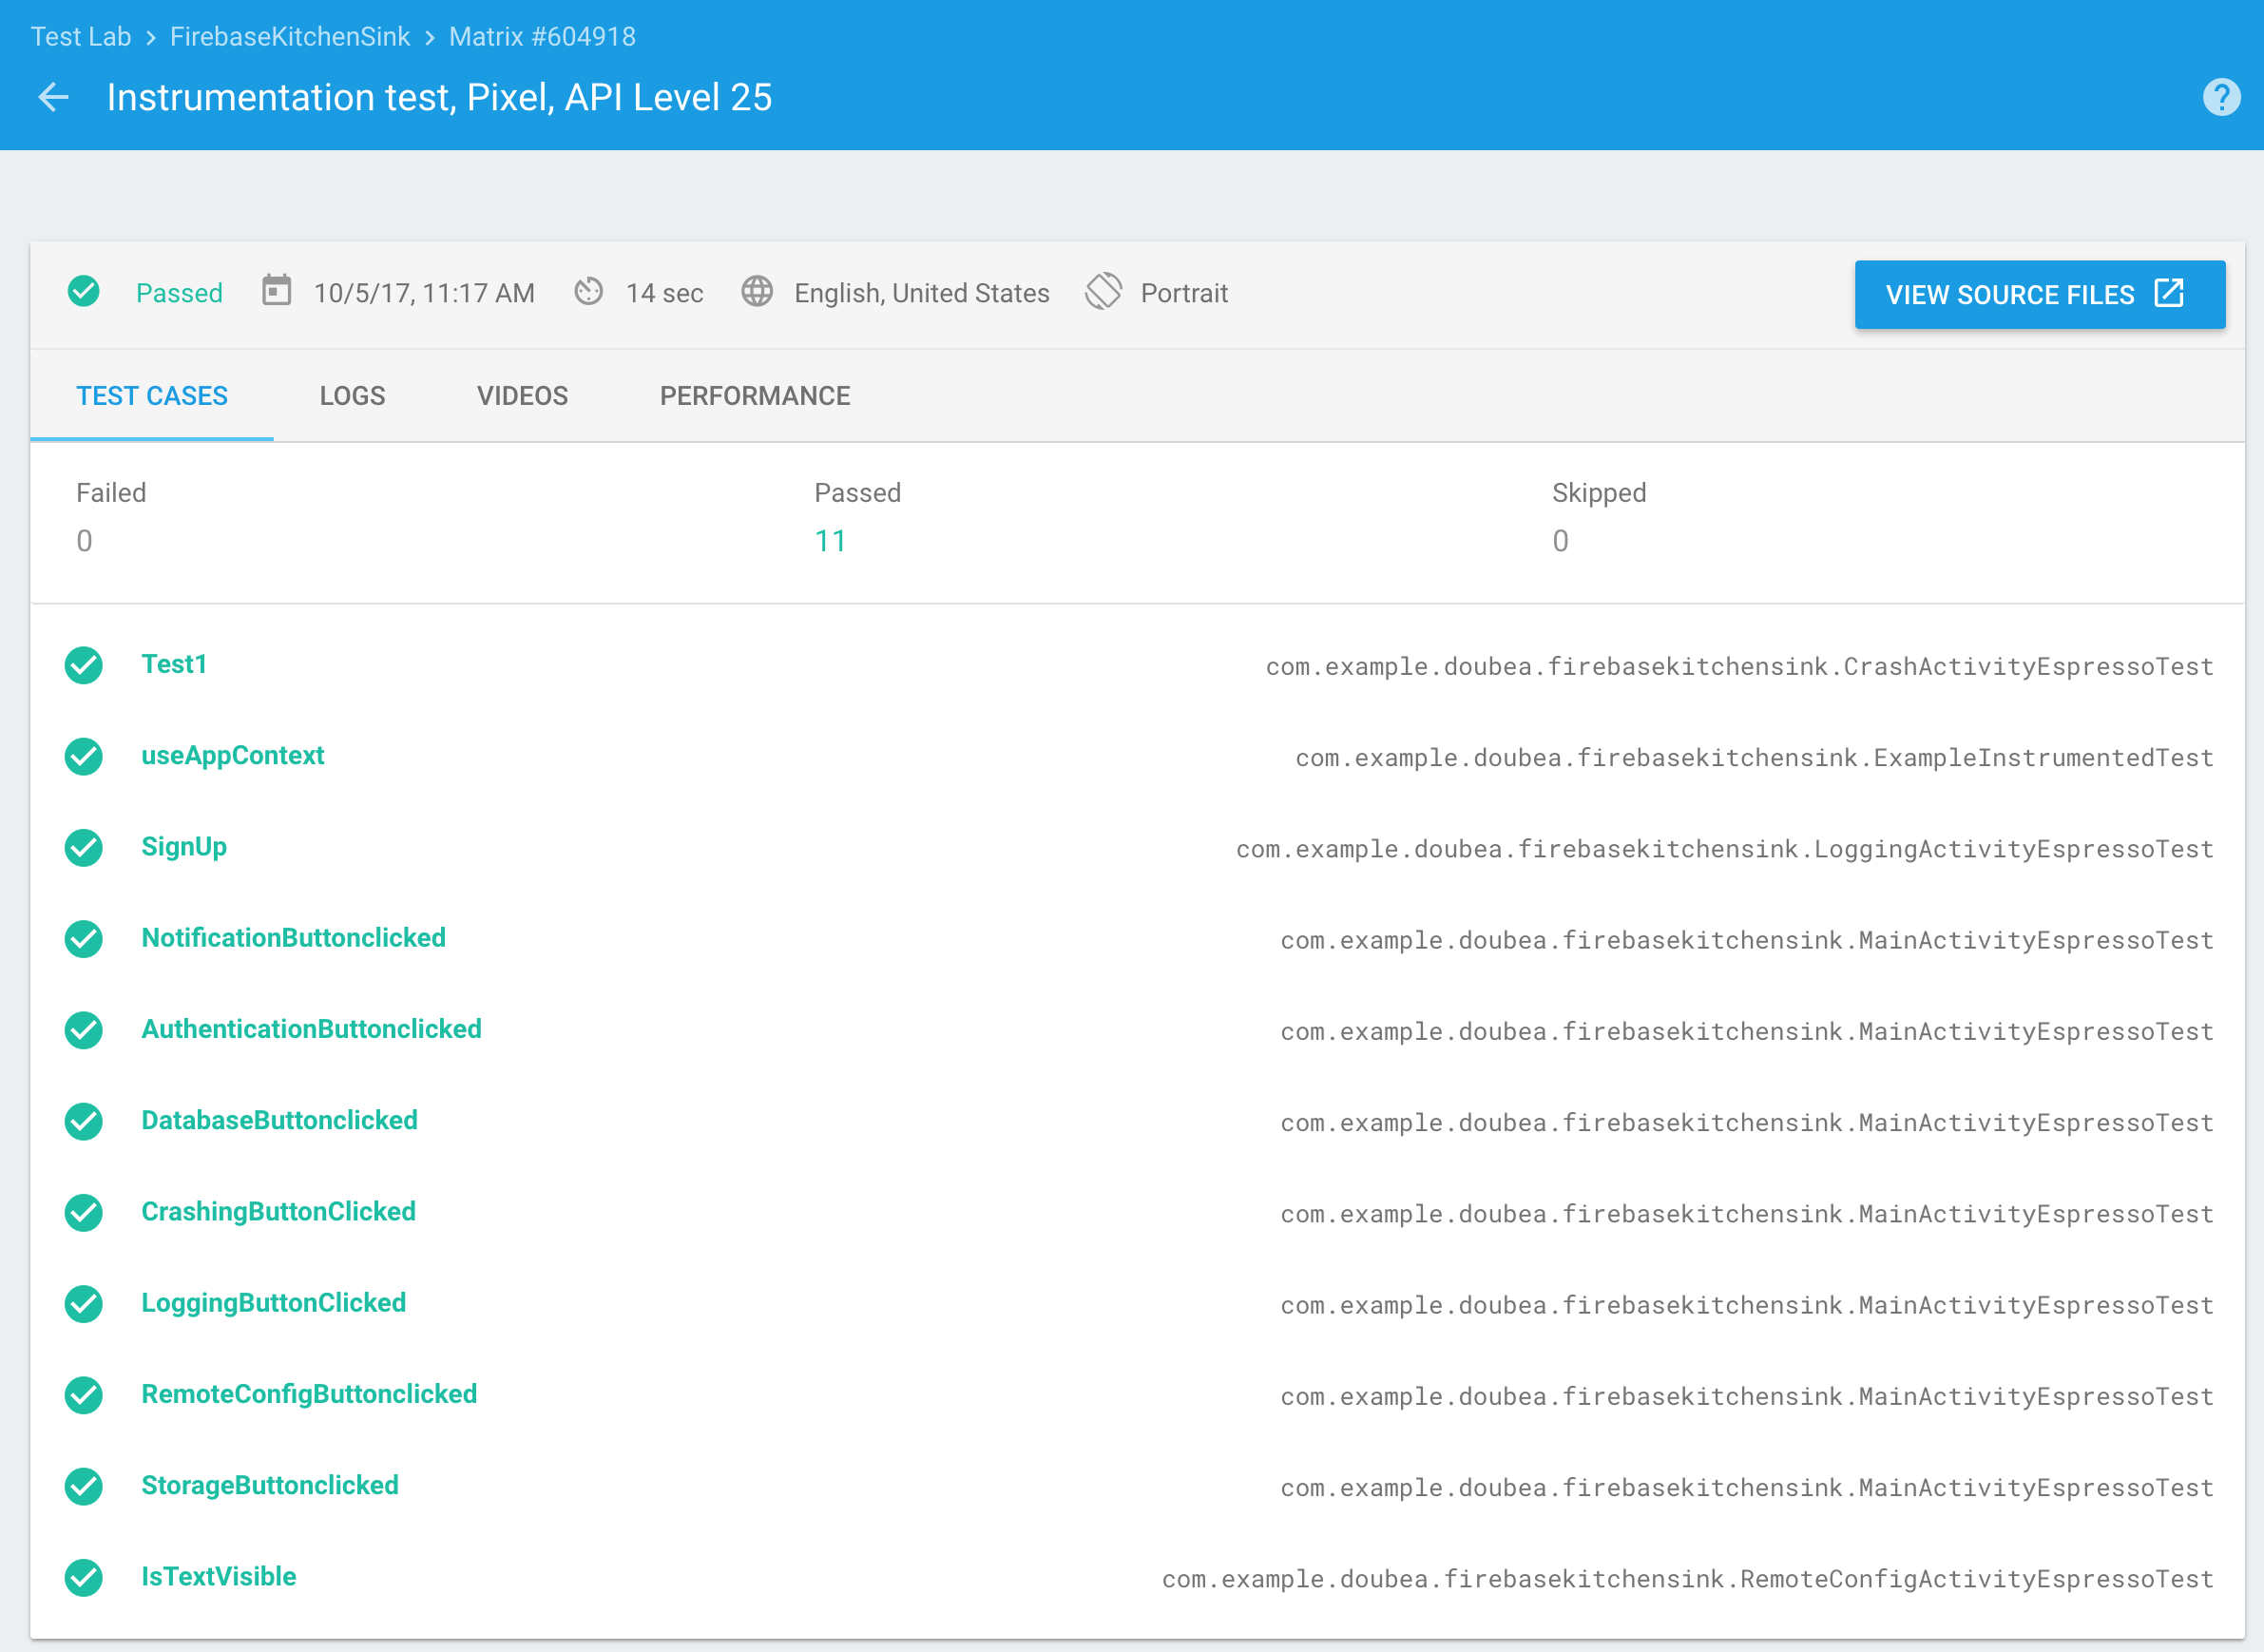 Test Lab > FirebaseKitchenSink > Matrix #604918
Instrumentation test, Pixel, API Level 25
?
Passed 10/5/17, 11:17 AM 14 sec English, United States Portrait VIEW SOURCE FILES
TEST CASES LOGS VIDEOS PERFORMANCE
Failed Passed Skipped
0 11 0
Test1 com.example.doubea.firebasekitchensink.CrashActivityEspressoTest
useAppContext com.example.doubea.firebasekitchensink.ExampleInstrumentedTest
SignUp com.example.doubea.firebasekitchensink.LoggingActivityEspressoTest
NotificationButtonclicked com.example.doubea.firebasekitchensink.MainActivityEspressoTest
AuthenticationButtonclicked com.example.doubea.firebasekitchensink.MainActivityEspressoTest
DatabaseButtonclicked com.example.doubea.firebasekitchensink.MainActivityEspressoTest
CrashingButtonClicked com.example.doubea.firebasekitchensink.MainActivityEspressoTest
LoggingButtonClicked com.example.doubea.firebasekitchensink.MainActivityEspressoTest
RemoteConfigButtonclicked com.example.doubea.firebasekitchensink.MainActivityEspressoTest
StorageButtonclicked com.example.doubea.firebasekitchensink.MainActivityEspressoTest
IsTextVisible com.example.doubea.firebasekitchensink.RemoteConfigActivityEspressoTest